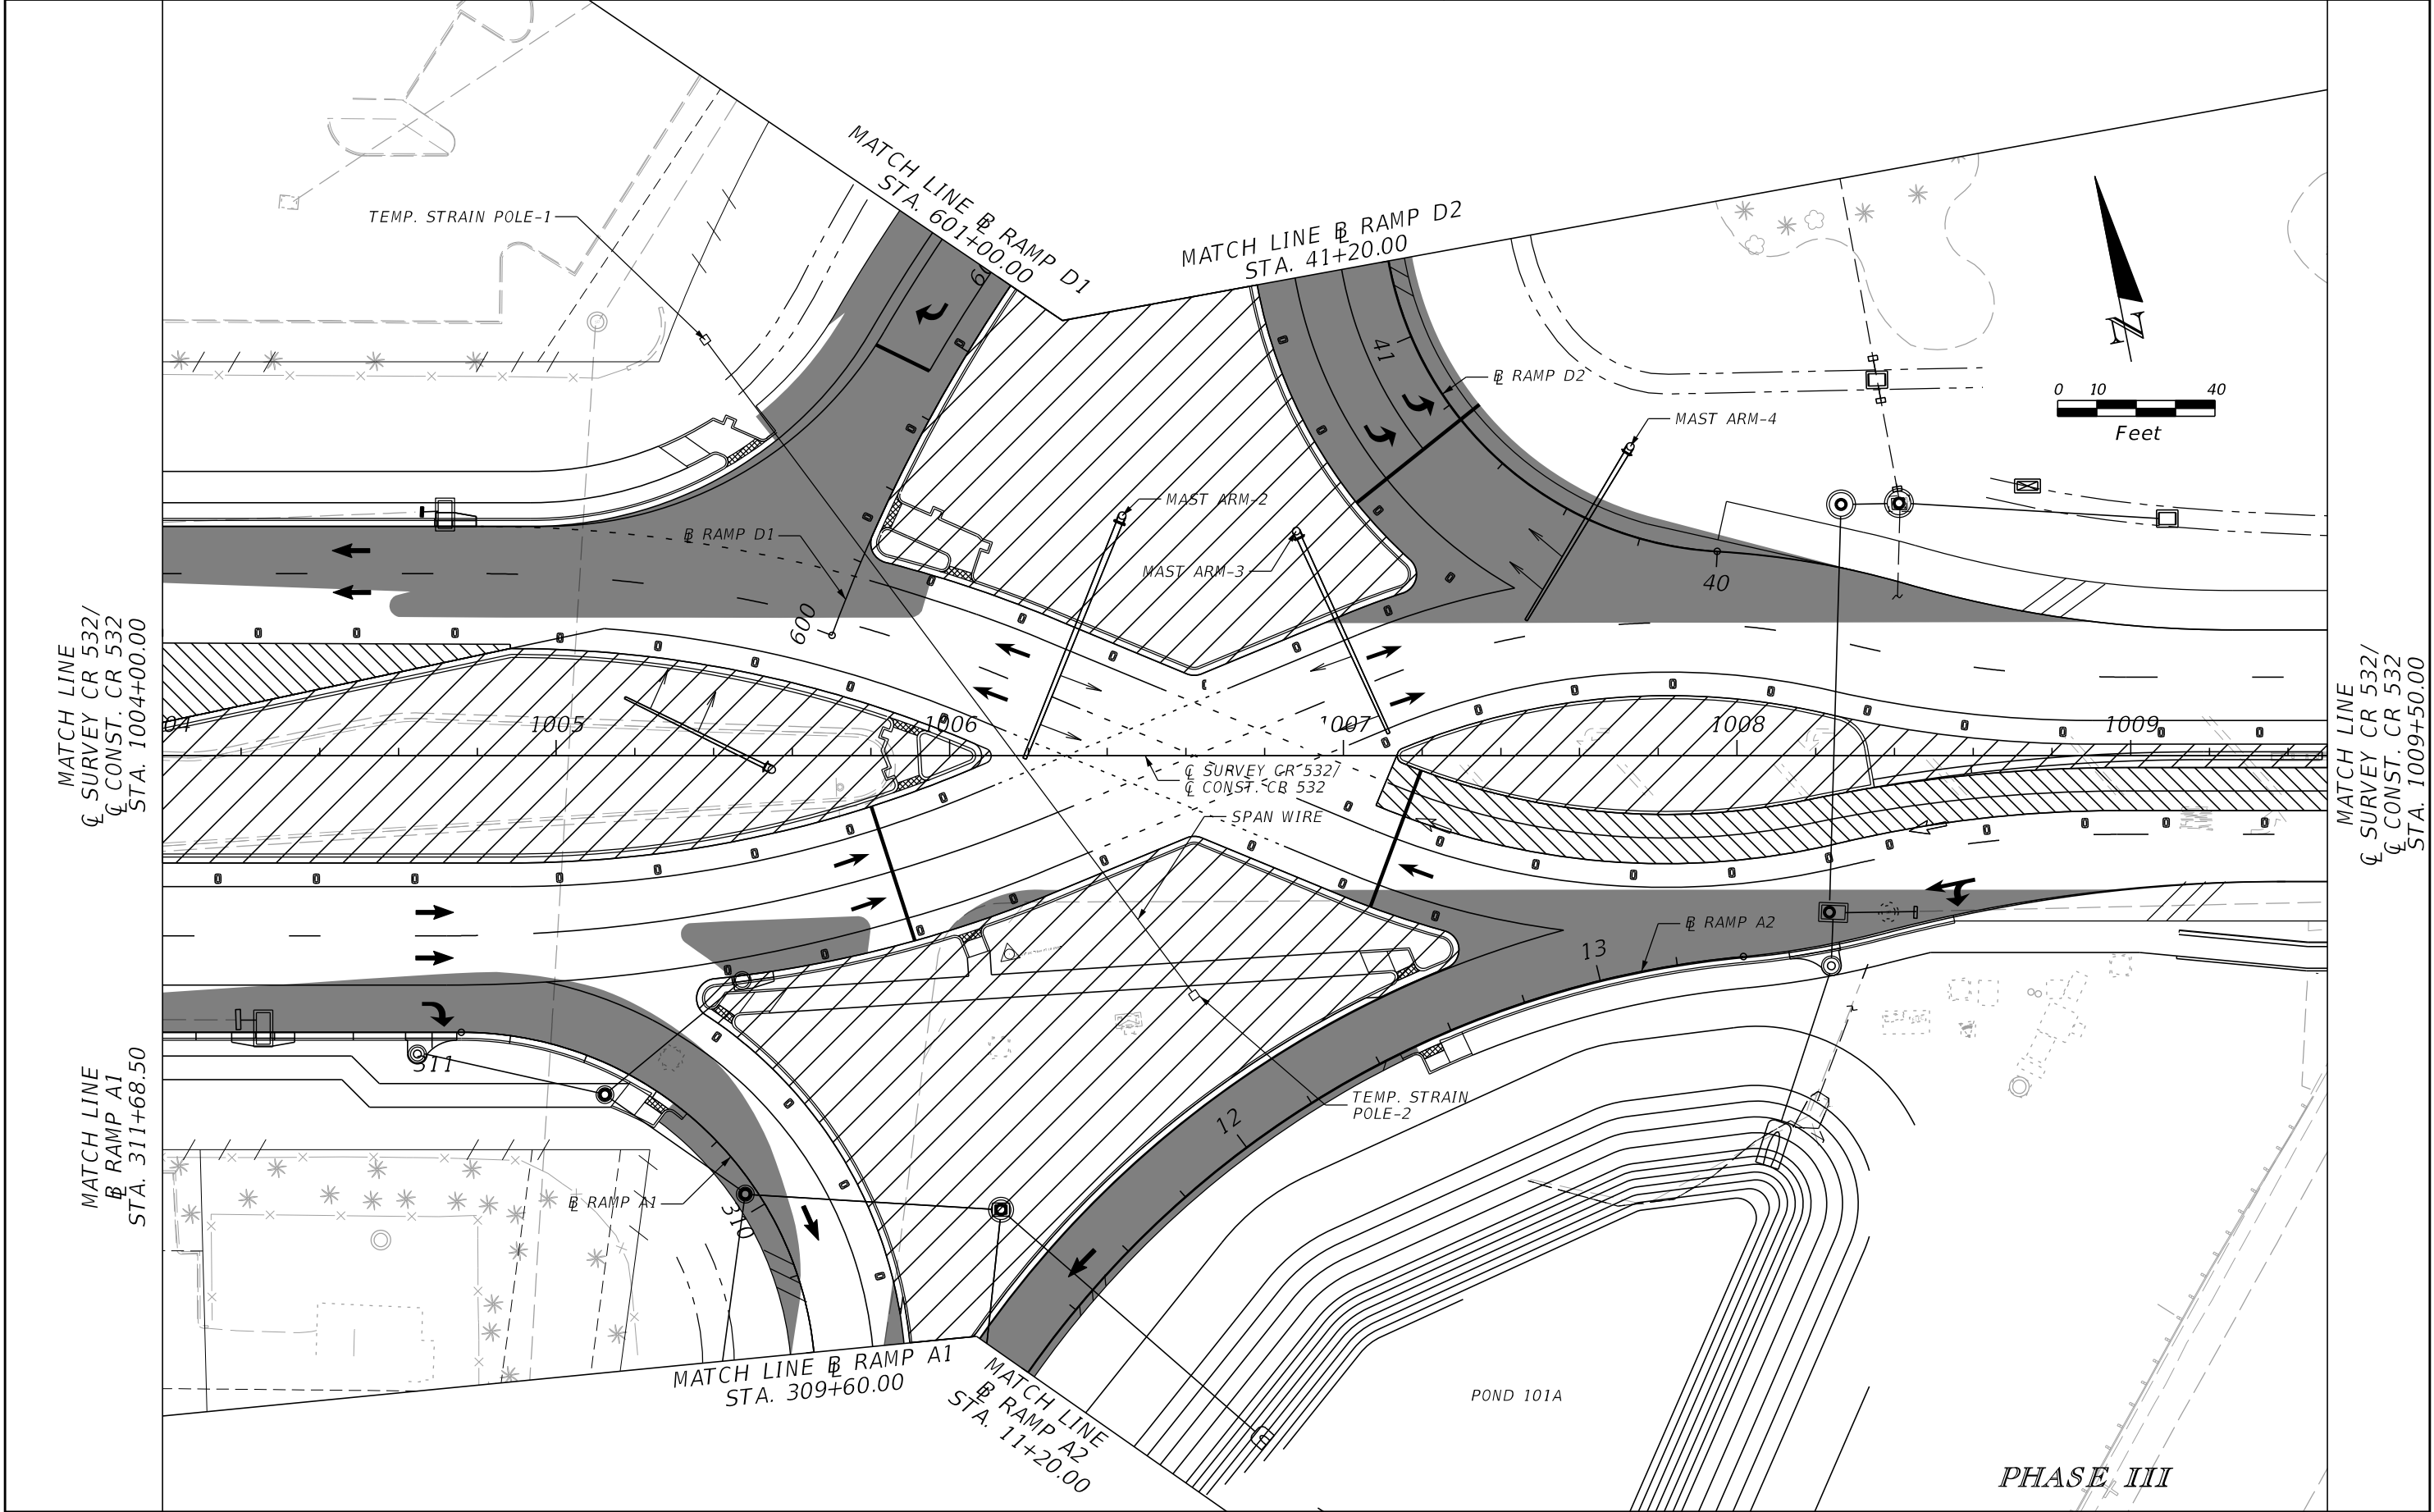 MATCH LINE ℄ RAMP D1
STA. 601+00.00
MATCH LINE ℄ RAMP D2
STA. 41+20.00
TEMP. STRAIN POLE-1
41
℄ RAMP D2
MAST ARM-4
N
0 10 40
Feet
MAST ARM-2
℄ RAMP D1
MAST ARM-3
40
600
MATCH LINE
℄ SURVEY CR 532/
℄ CONST. CR 532
STA. 1004+00.00
04
1005
1006
1007
1008
1009
MATCH LINE
℄ SURVEY CR 532/
℄ CONST. CR 532
STA. 1009+50.00
℄ SURVEY CR 532/
℄ CONST. CR 532
SPAN WIRE
℄ RAMP A2
13
311
MATCH LINE
℄ RAMP A1
STA. 311+68.50
TEMP. STRAIN
POLE-2
12
℄ RAMP A1
310
MATCH LINE ℄ RAMP A1
STA. 309+60.00
MATCH LINE
℄ RAMP A2
STA. 11+20.00
POND 101A
PHASE III